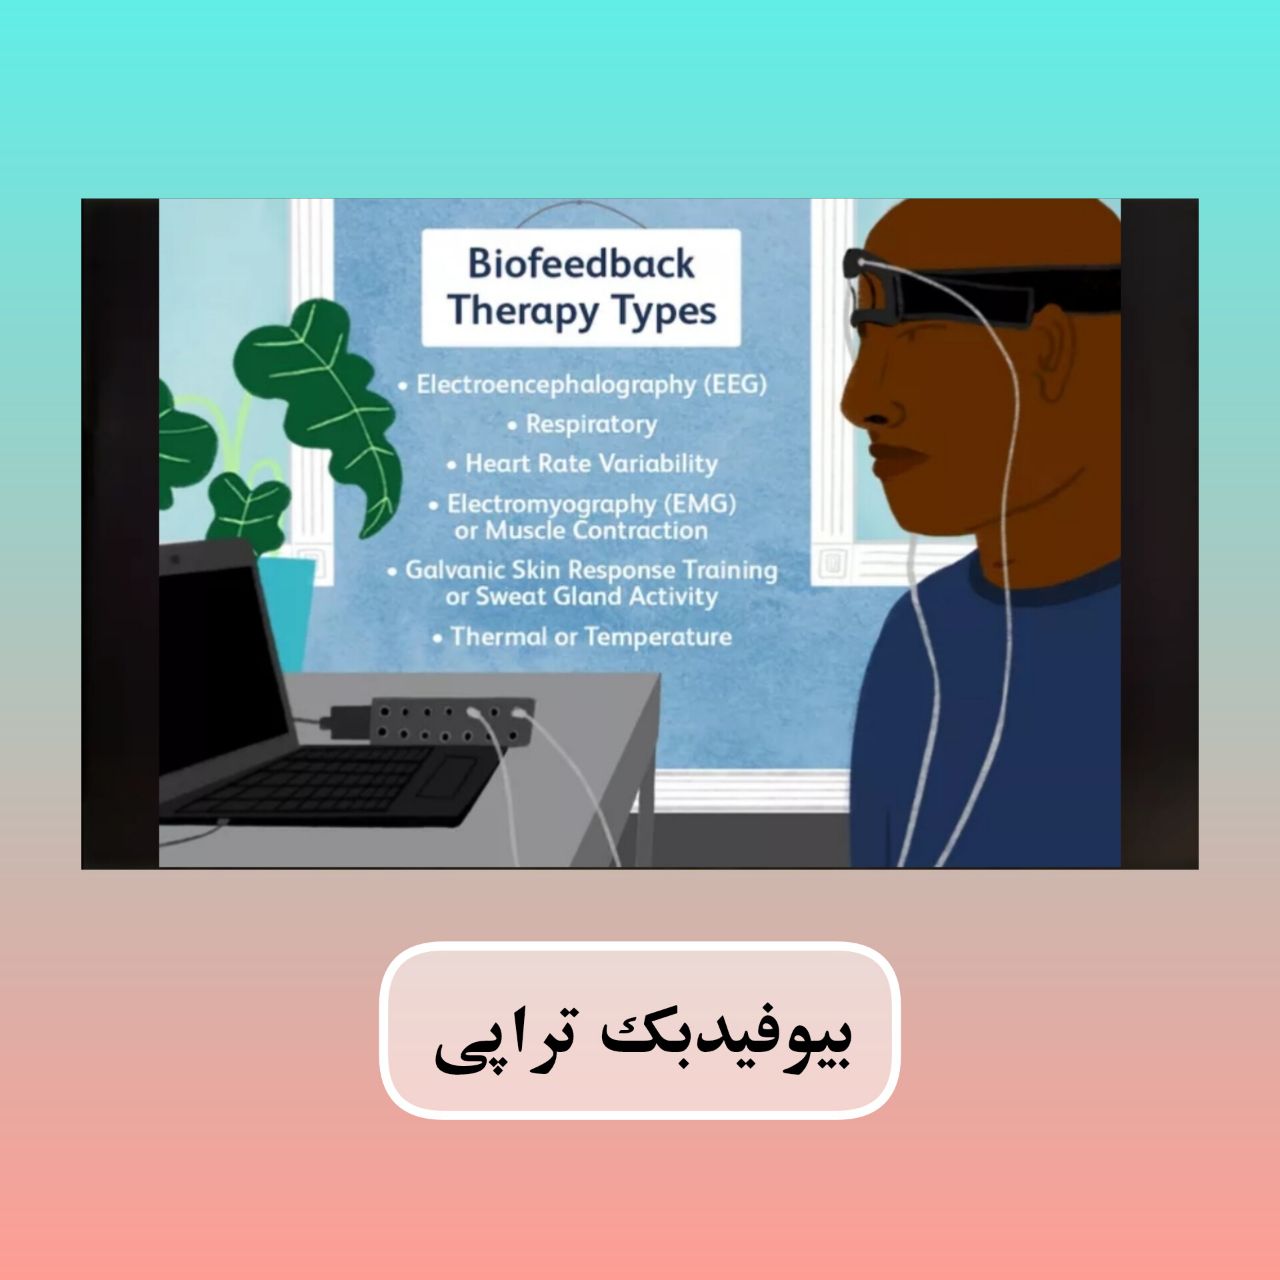 Biofeedback
Therapy Types
• Electroencephalography (EEG)
• Respiratory
• Heart Rate Variability
• Electromyography (EMG)
or Muscle Contraction
• Galvanic Skin Response Training
or Sweat Gland Activity
• Thermal or Temperature
بیوفیدبک تراپی